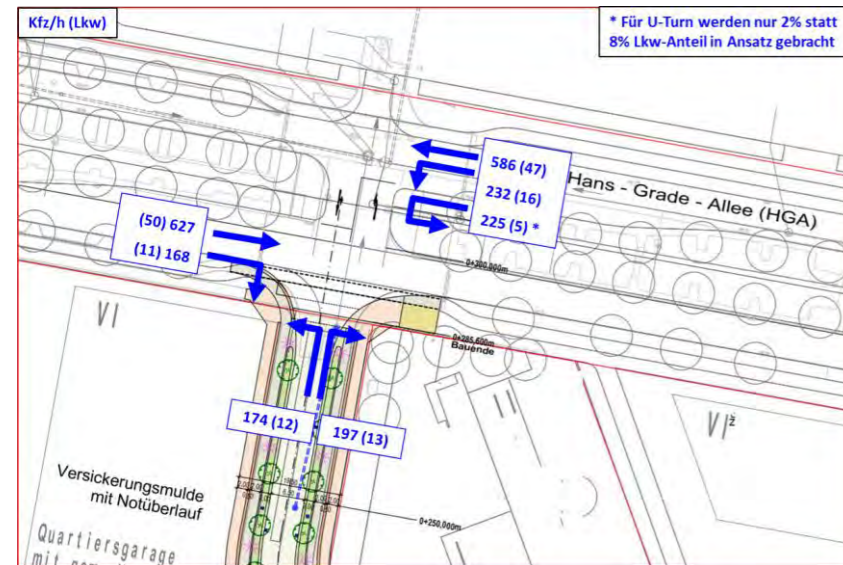 Kfz/h (Lkw)
* Für U-Turn werden nur 2% statt
8% Lkw-Anteil in Ansatz gebracht
586 (47)
232 (16)
225 (5) *
Hans - Grade - Allee (HGA)
(50) 627
(11) 168
0+300,000m
0+285,600m
Bauende
VI
VI²
174 (12)
197 (13)
Versickerungsmulde
mit Notüberlauf
0+250,000m
Quartiersgarage